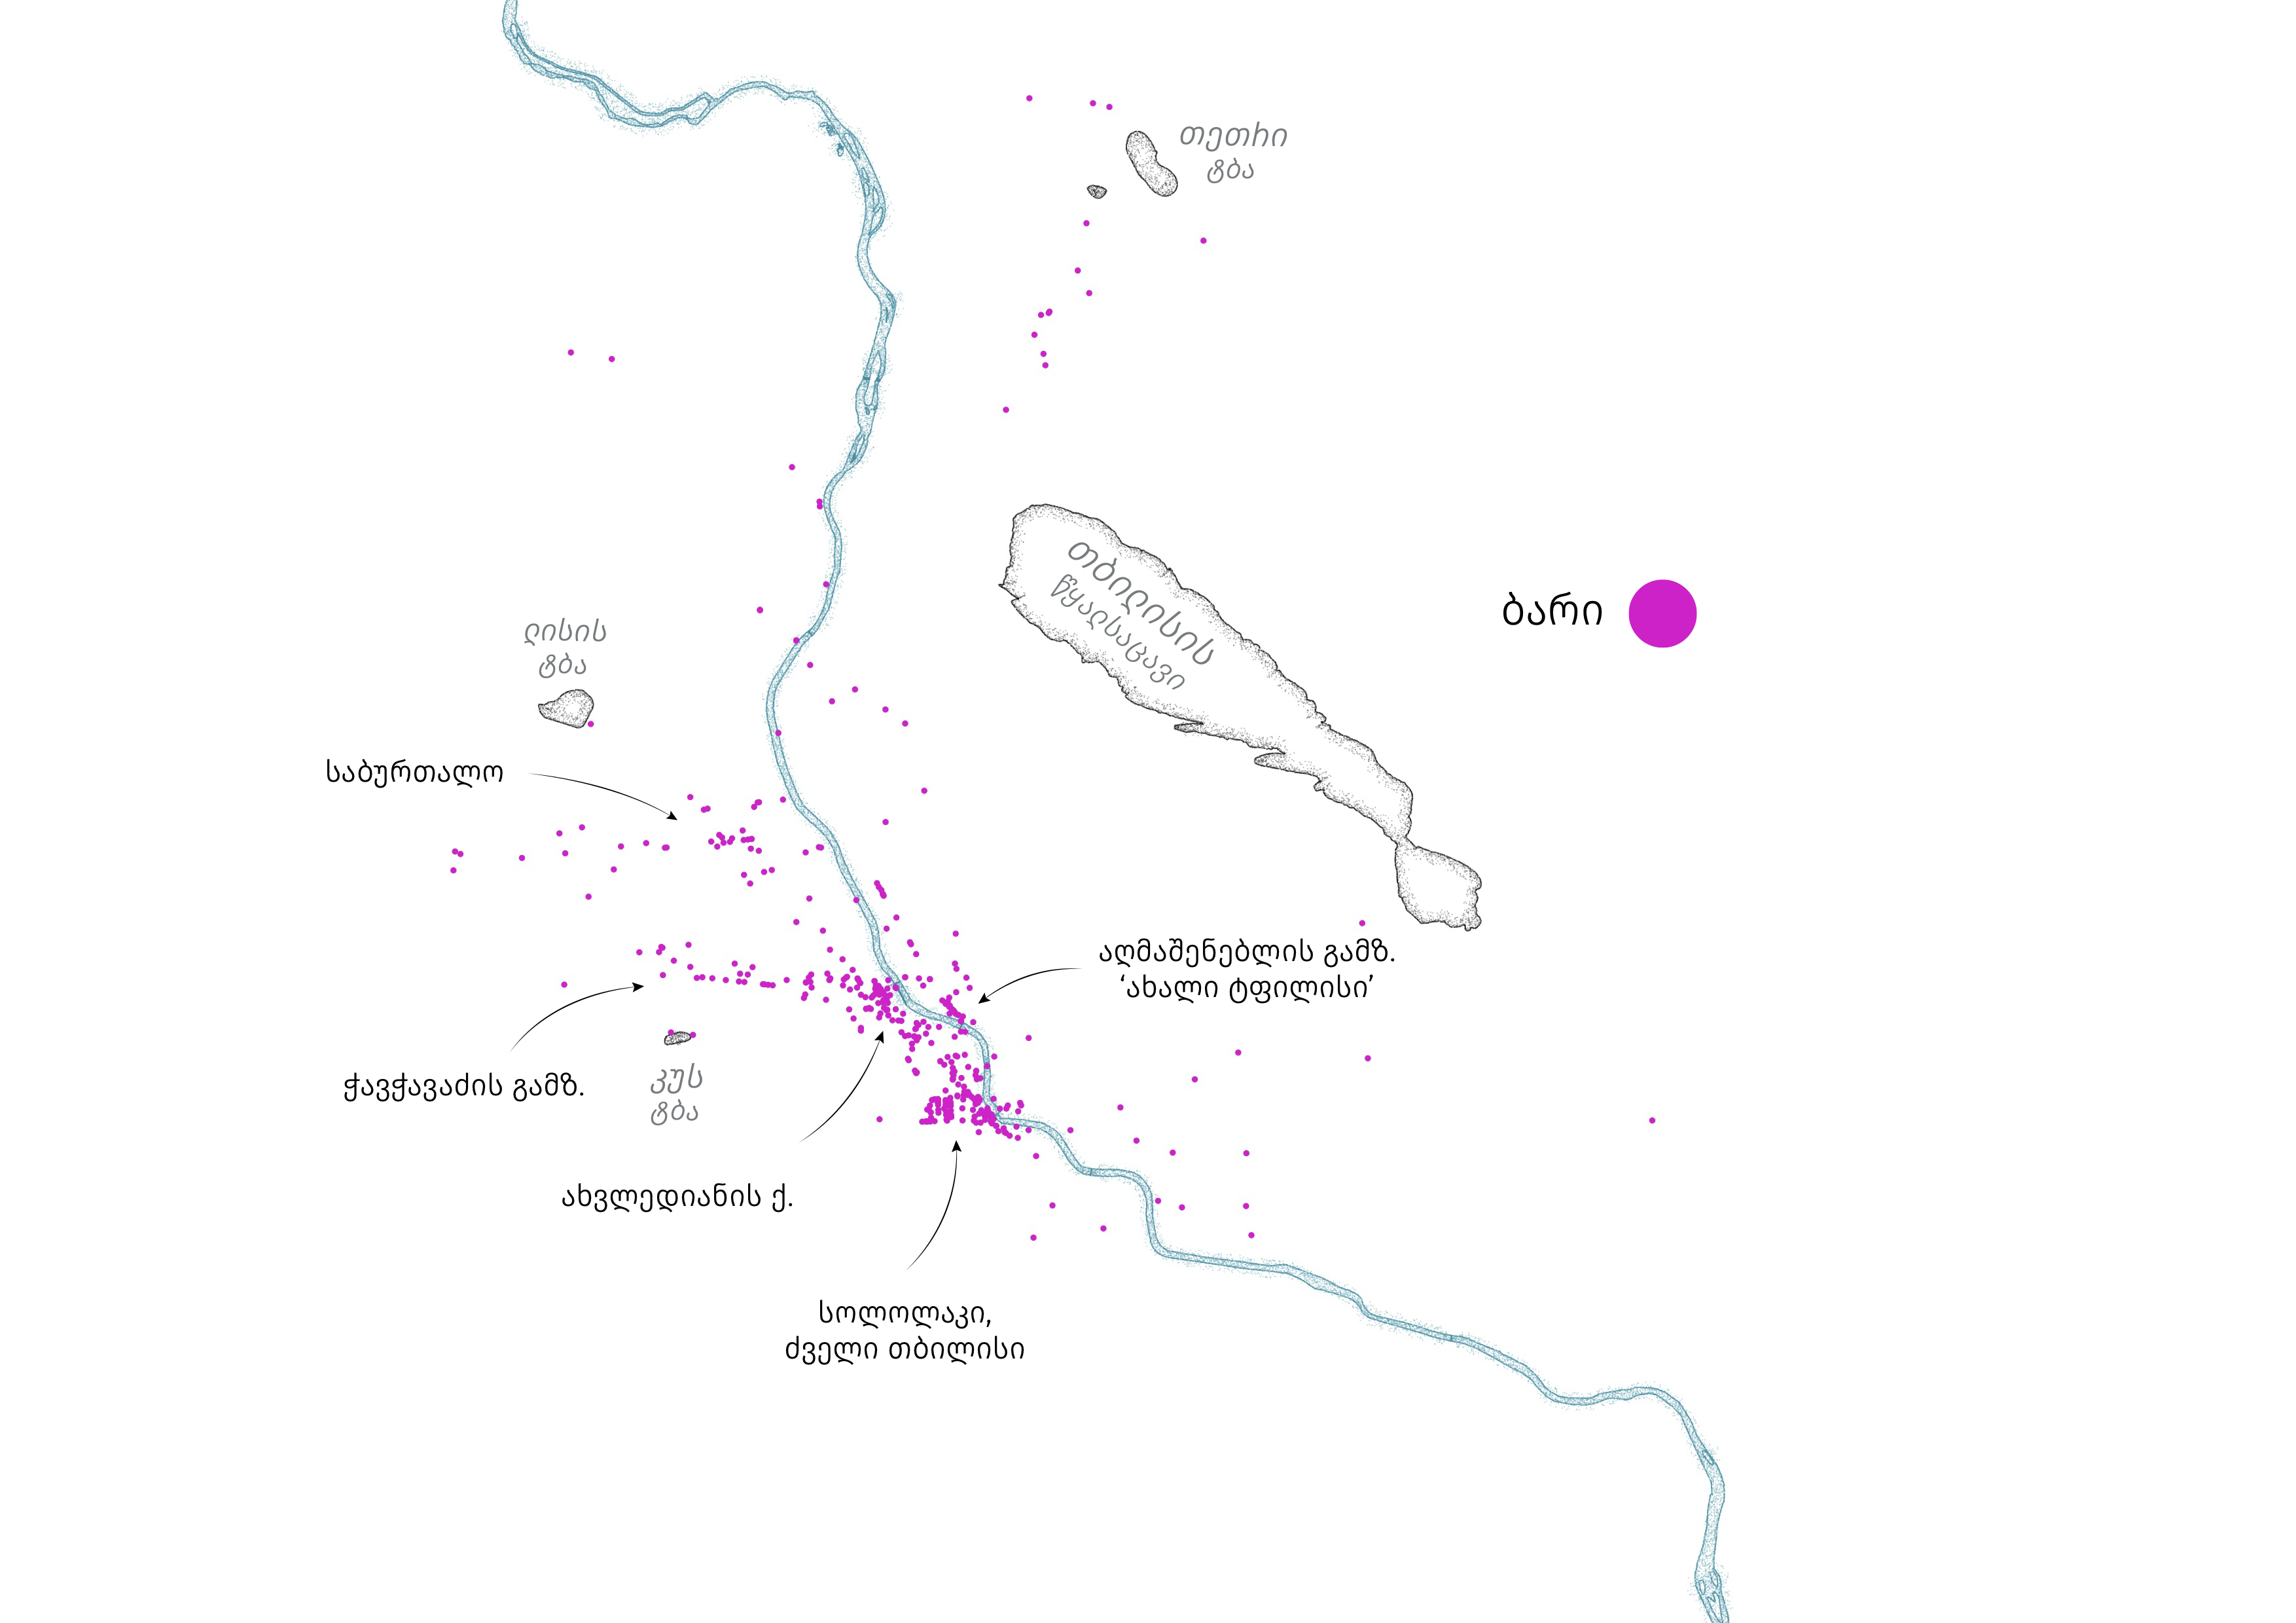 თეთრი
ტბა
თბილისის
წყალსაცავი
ბარი
ლისის
ტბა
საბურთალო
აღმაშენებლის გამზ.
‘ახალი ტფილისი’
ჭავჭავაძის გამზ.
კუს
ტბა
ახვლედიანის ქ.
სოლოლაკი,
ძველი თბილისი